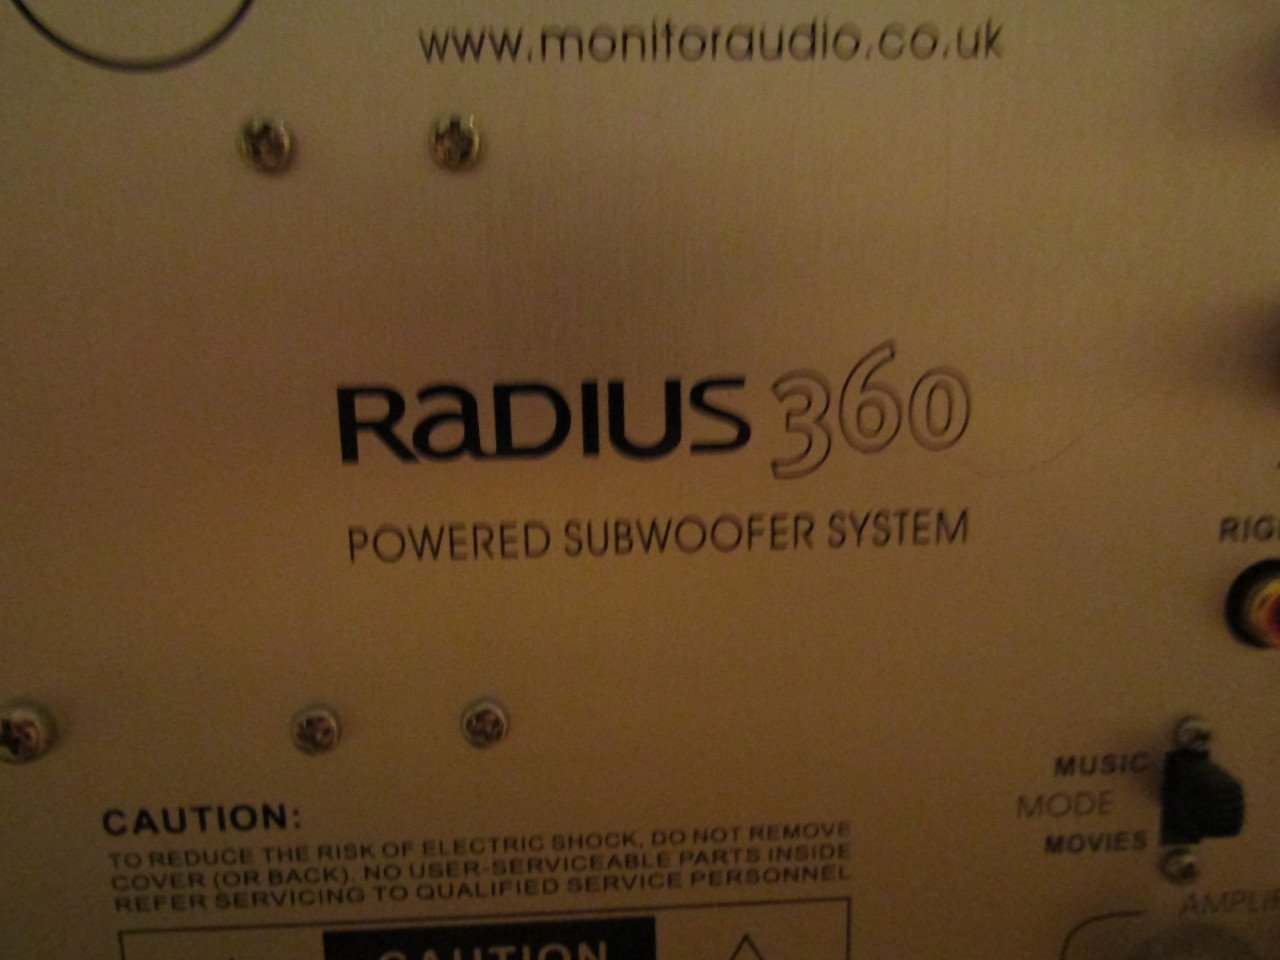 www.monitoraudio.co.uk
RaDIUS 360
POWERED SUBWOOFER SYSTEM
MUSIC
MODE
MOVIES
CAUTION:
TO REDUCE THE RISK OF ELECTRIC SHOCK, DO NOT REMOVE
COVER (OR BACK). NO USER-SERVICEABLE PARTS INSIDE
REFER SERVICING TO QUALIFIED SERVICE PERSONNEL
CAUTION